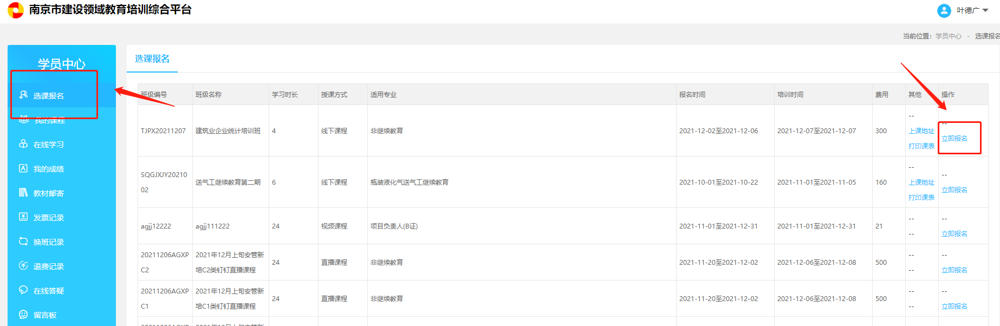 南京市建设领域教育培训综合平台
叶德广
当前位置： 学员中心 - 选课报名
学员中心
选课报名
我的课程
在线学习
我的成绩
教材邮寄
发票记录
换班记录
退费记录
在线答疑
留言板
选课报名
班级编号 班级名称 学习时长 授课方式 适用专业 报名时间 培训时间 费用 其他 操作
--
--
TJPX20211207 建筑业企业统计培训班 4 线下课程 非继续教育 2021-12-02至2021-12-06 2021-12-07至2021-12-07 300 上课地址 立即报名
打印课表
--
SQGJXJY20210 --
02 送气工继续教育第二期 6 线下课程 瓶装液化气送气工继续教育 2021-10-01至2021-10-22 2021-11-01至2021-11-05 160 上课地址 立即报名
打印课表
-- --
agjj12222 agjj111222 24 视频课程 项目负责人(B证) 2021-11-01至2021-12-31 2021-11-01至2021-12-31 21 -- 立即报名
20211206AGXP 2021年12月上旬安管新 -- --
C2 培C2类钉钉直播课程 24 直播课程 非继续教育 2021-11-20至2021-12-02 2021-12-06至2021-12-08 500 -- 立即报名
20211206AGXP 2021年12月上旬安管新 -- --
C1 培C1类钉钉直播课程 24 直播课程 非继续教育 2021-11-20至2021-12-02 2021-12-06至2021-12-08 500 -- 立即报名